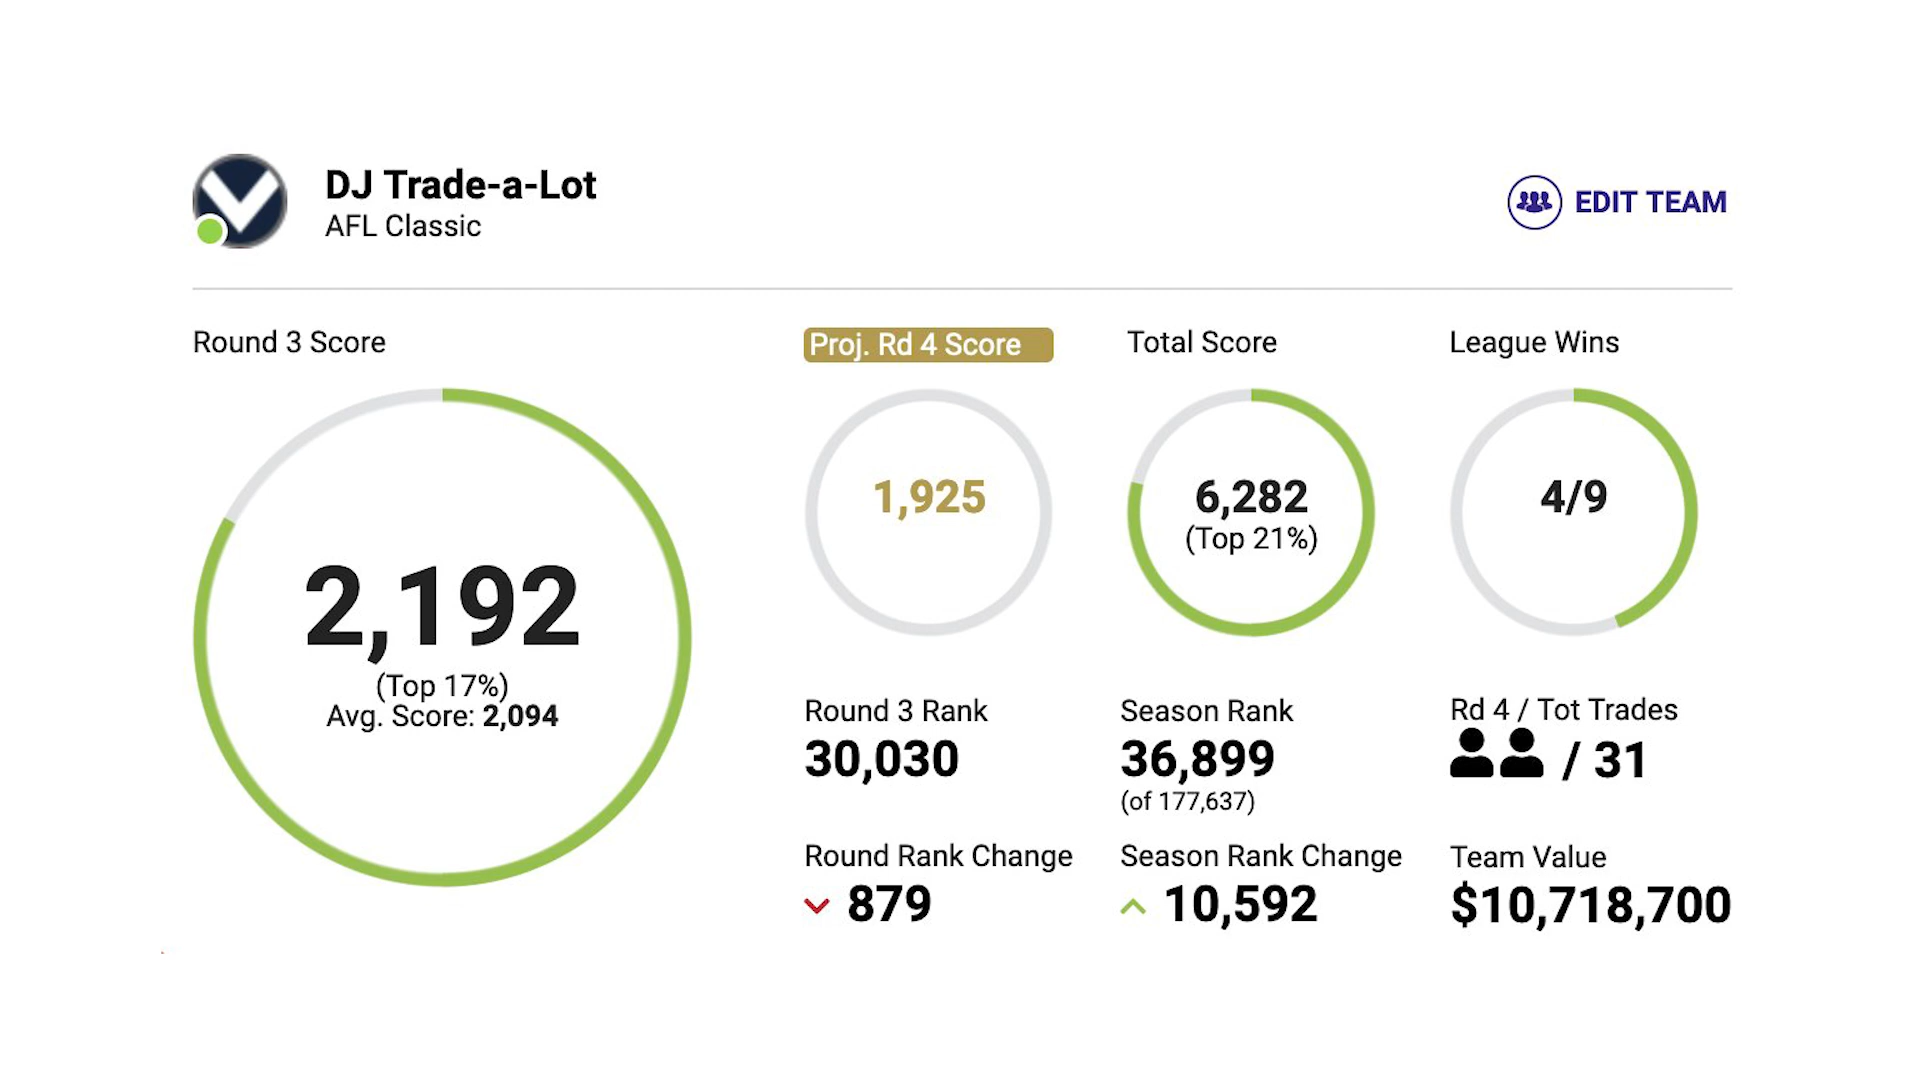 DJ Trade-a-Lot
AFL Classic
EDIT TEAM
Round 3 Score
2,192
(Top 17%)
Avg. Score: 2,094
Proj. Rd 4 Score
1,925
Total Score
6,282
(Top 21%)
League Wins
4/9
Round 3 Rank
30,030
Season Rank
36,899
(of 177,637)
Rd 4 / Tot Trades
/ 31
Round Rank Change
879
Season Rank Change
10,592
Team Value
$10,718,700